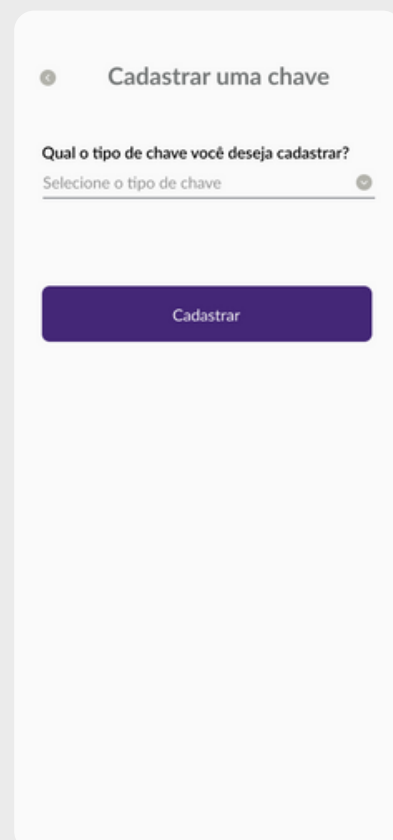 Cadastrar uma chave
Qual o tipo de chave você deseja cadastrar?
Selecione o tipo de chave
Cadastrar